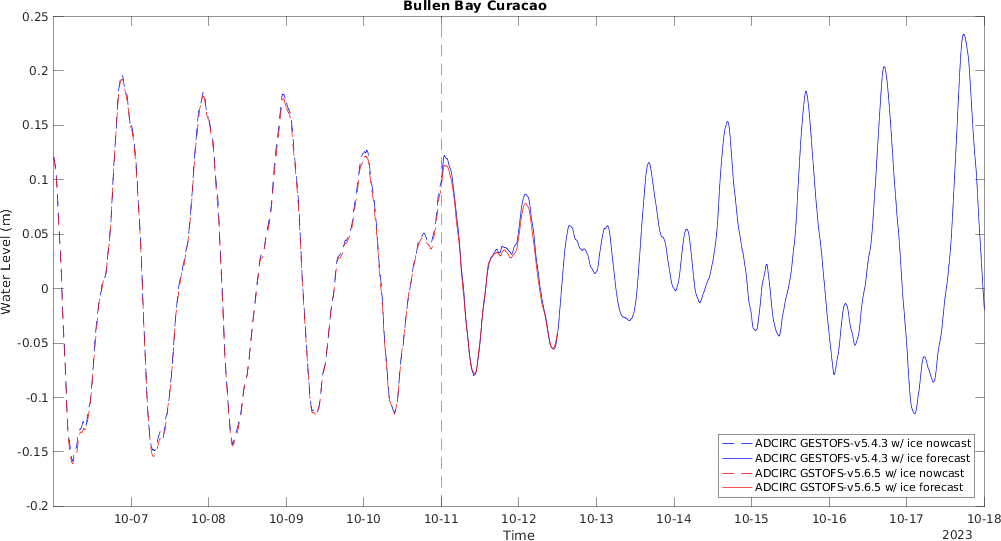 Bullen Bay Curacao
0.25
0.2
0.15
0.1
0.05
0
-0.05
-0.1
-0.15
-0.2
Water Level (m)
ADCIRC GESTOFS-v5.4.3 w/ ice nowcast
ADCIRC GESTOFS-v5.4.3 w/ ice forecast
ADCIRC GSTOFS-v5.6.5 w/ ice nowcast
ADCIRC GSTOFS-v5.6.5 w/ ice forecast
10-07 10-08 10-09 10-10 10-11 10-12 10-13 10-14 10-15 10-16 10-17 10-18
Time
2023